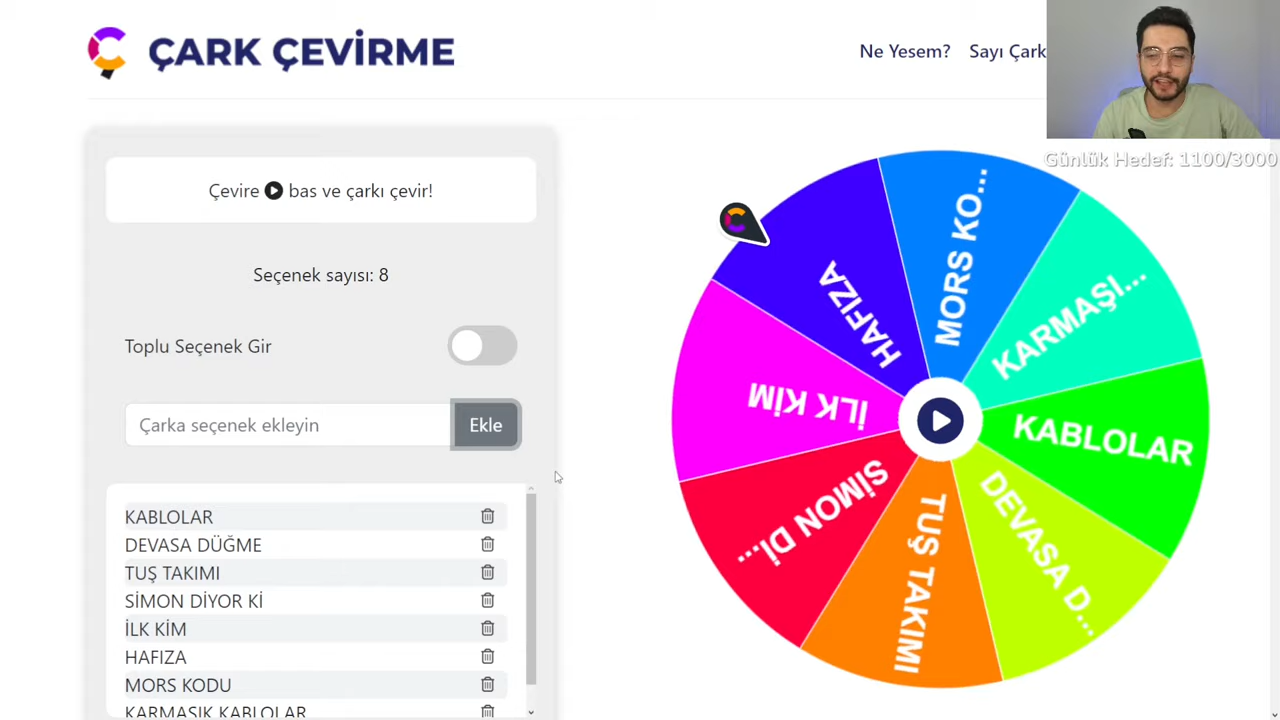 ÇARK ÇEVİRME
Ne Yesem? Sayı Çark
Günlük Hedef: 1100/3000
Çevire bas ve çarkı çevir!
Seçenek sayısı: 8
Toplu Seçenek Gir
Çarka seçenek ekleyin
Ekle
KABLOLAR
DEVASA DÜĞME
TUŞ TAKIMI
SİMON DİYOR Kİ
İLK KİM
HAFIZA
MORS KODU
KARMAŞIK KABLOLAR
MORS KO...
KARMAŞI...
KABLOLAR
DEVASA D...
TUŞ TAKIMI
SİMON Dİ...
İLK KİM
HAFIZA